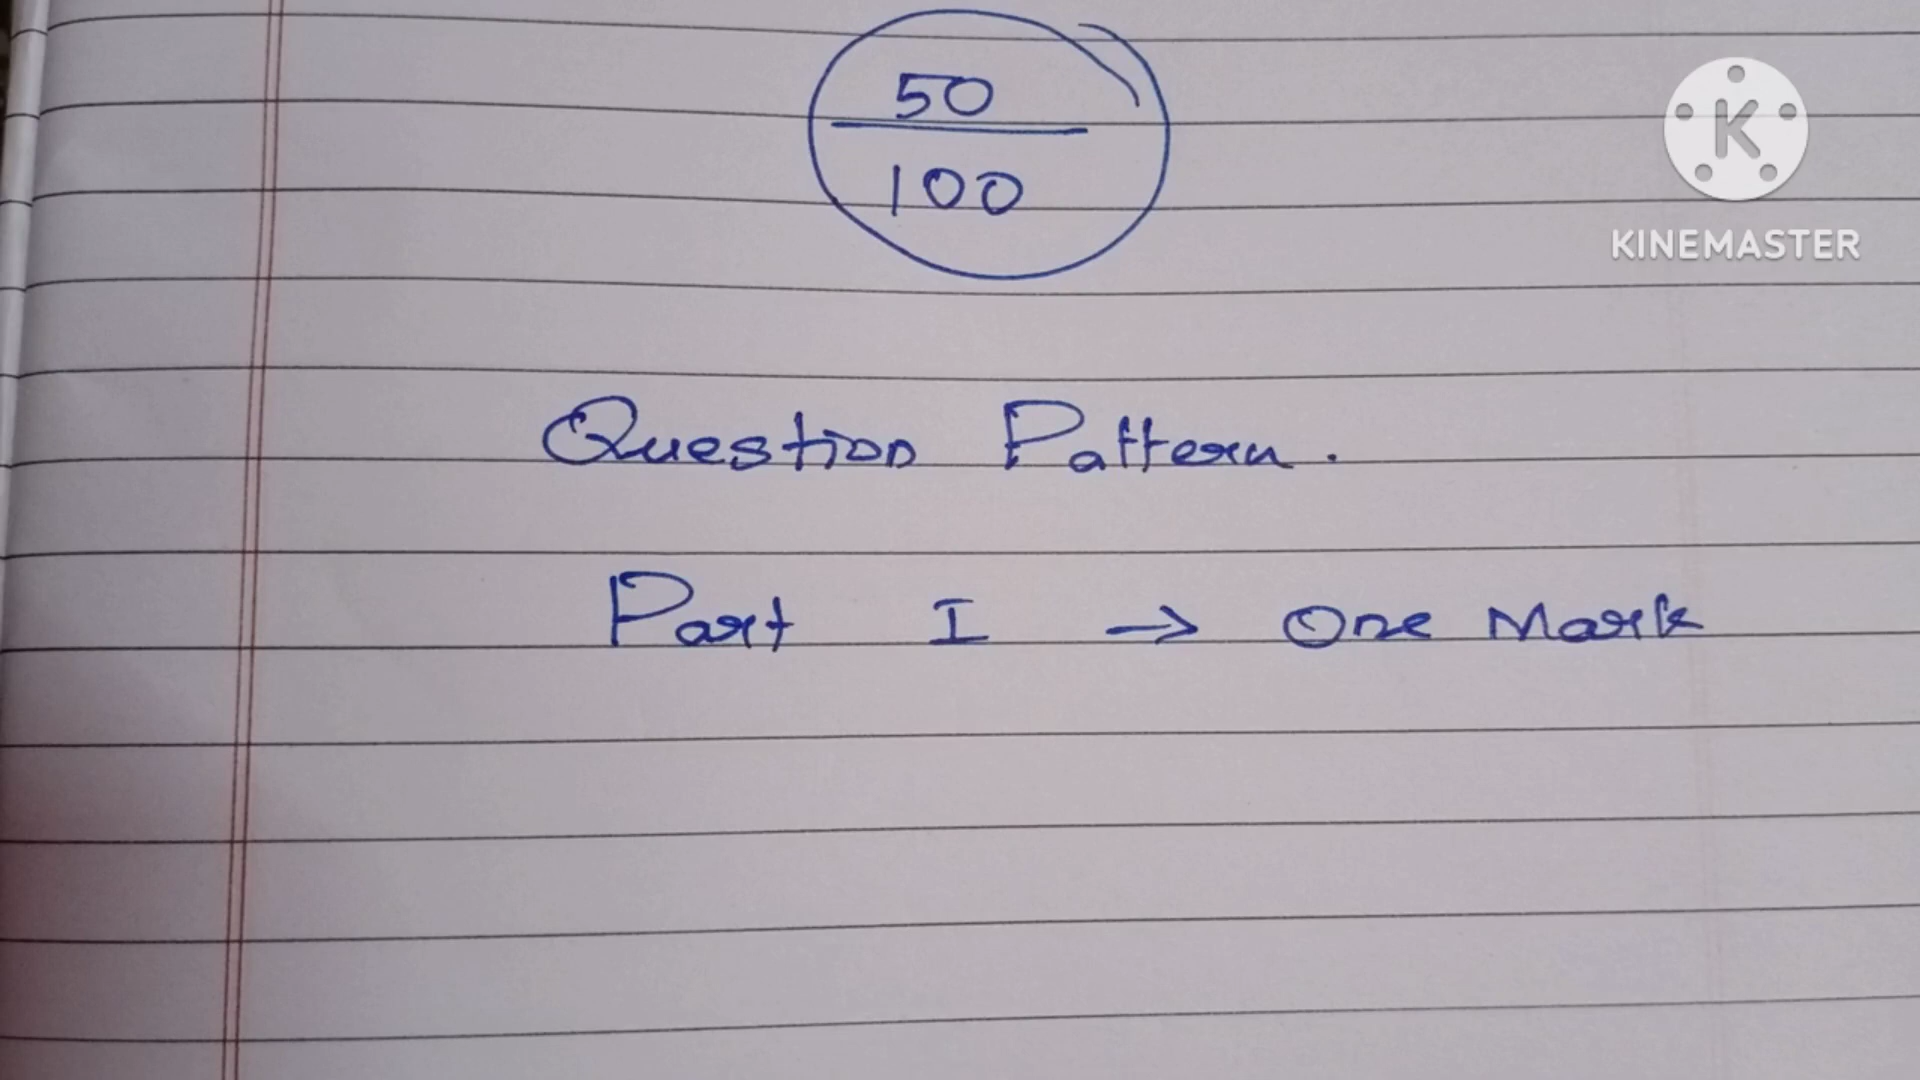 50
100
KINEMASTER
Question Pattern.
Part I → One Mark